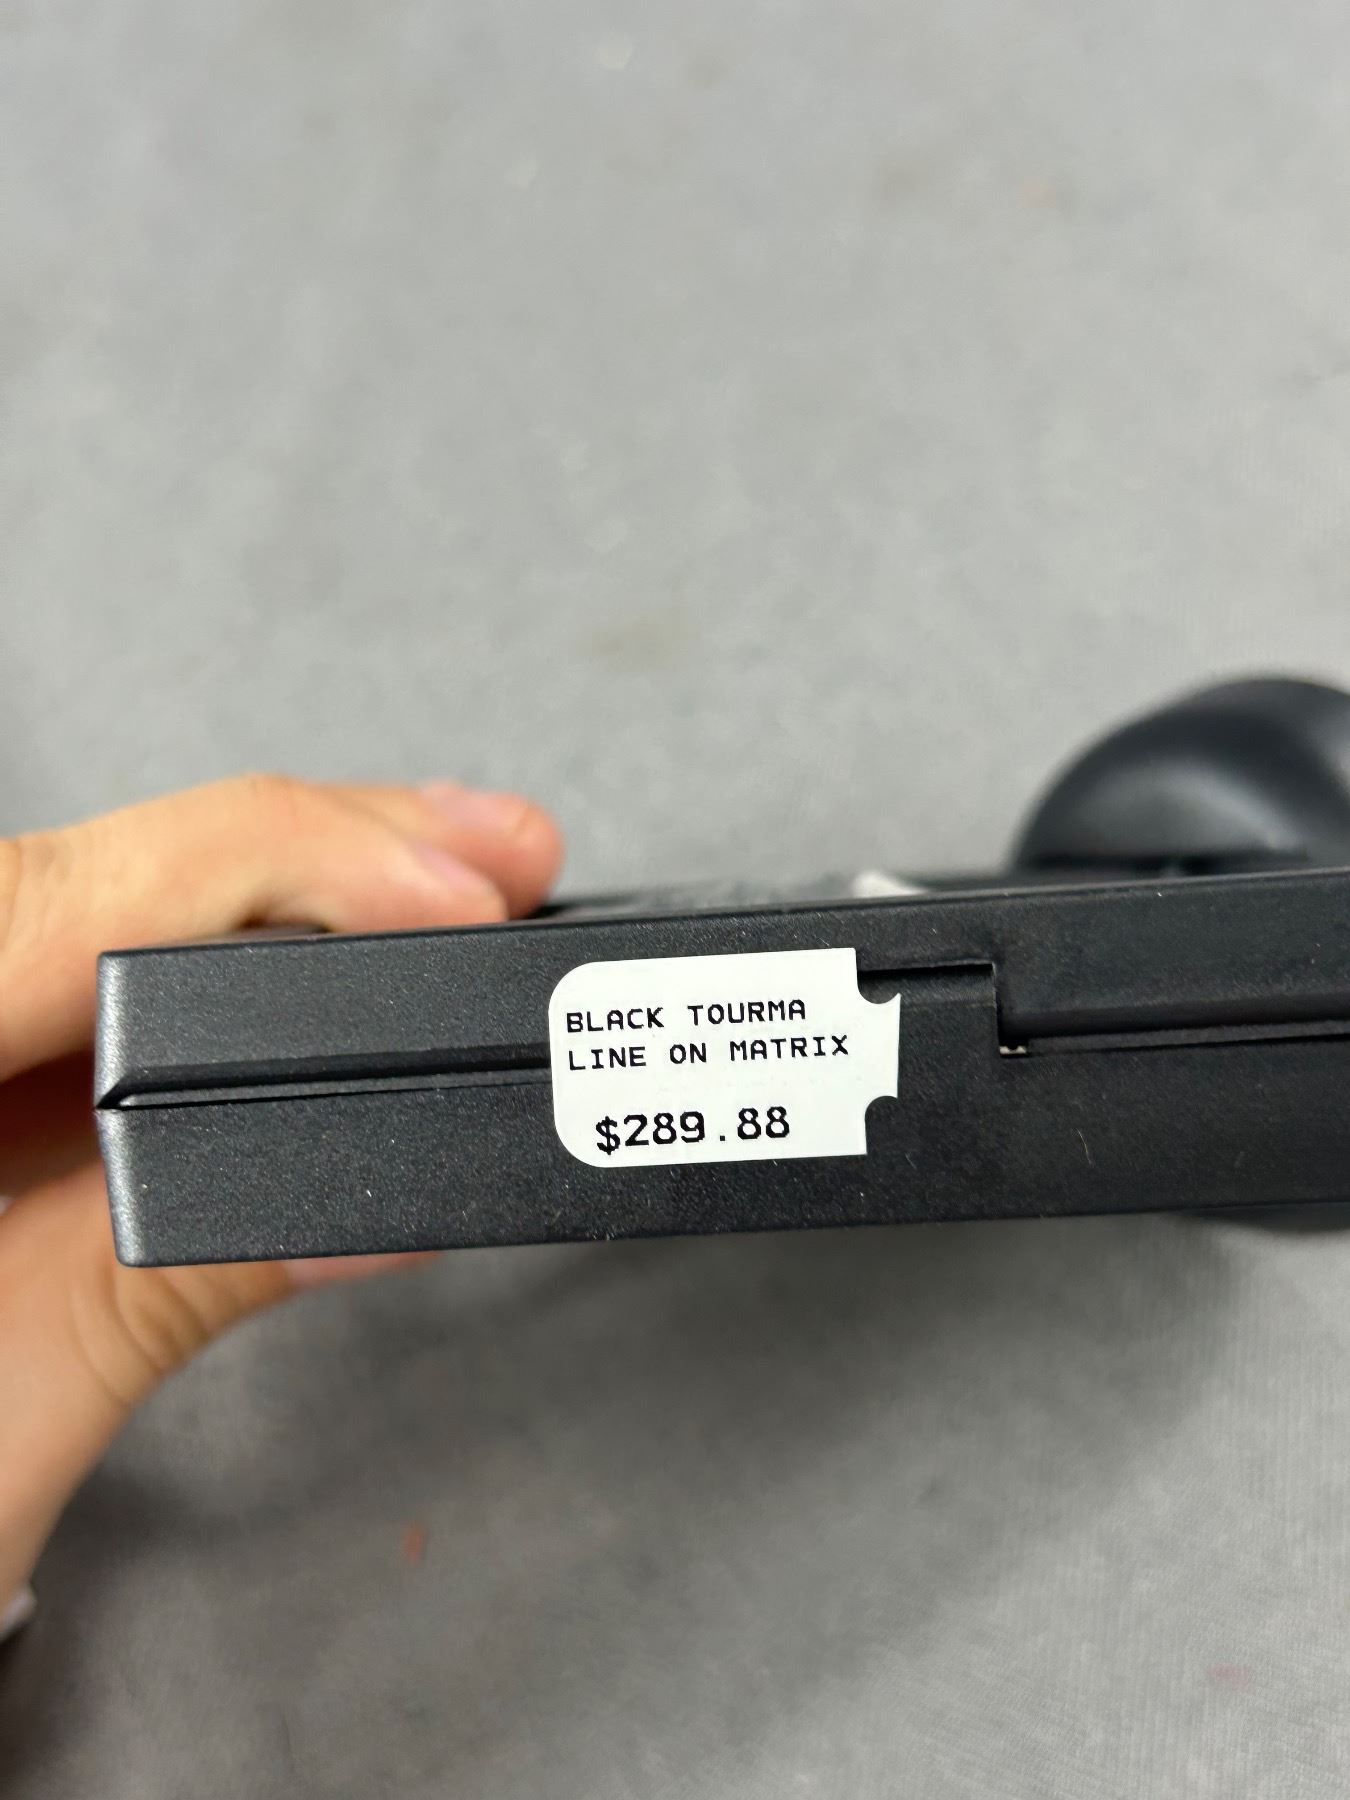 BLACK TOURMA
LINE ON MATRIX
$289.88